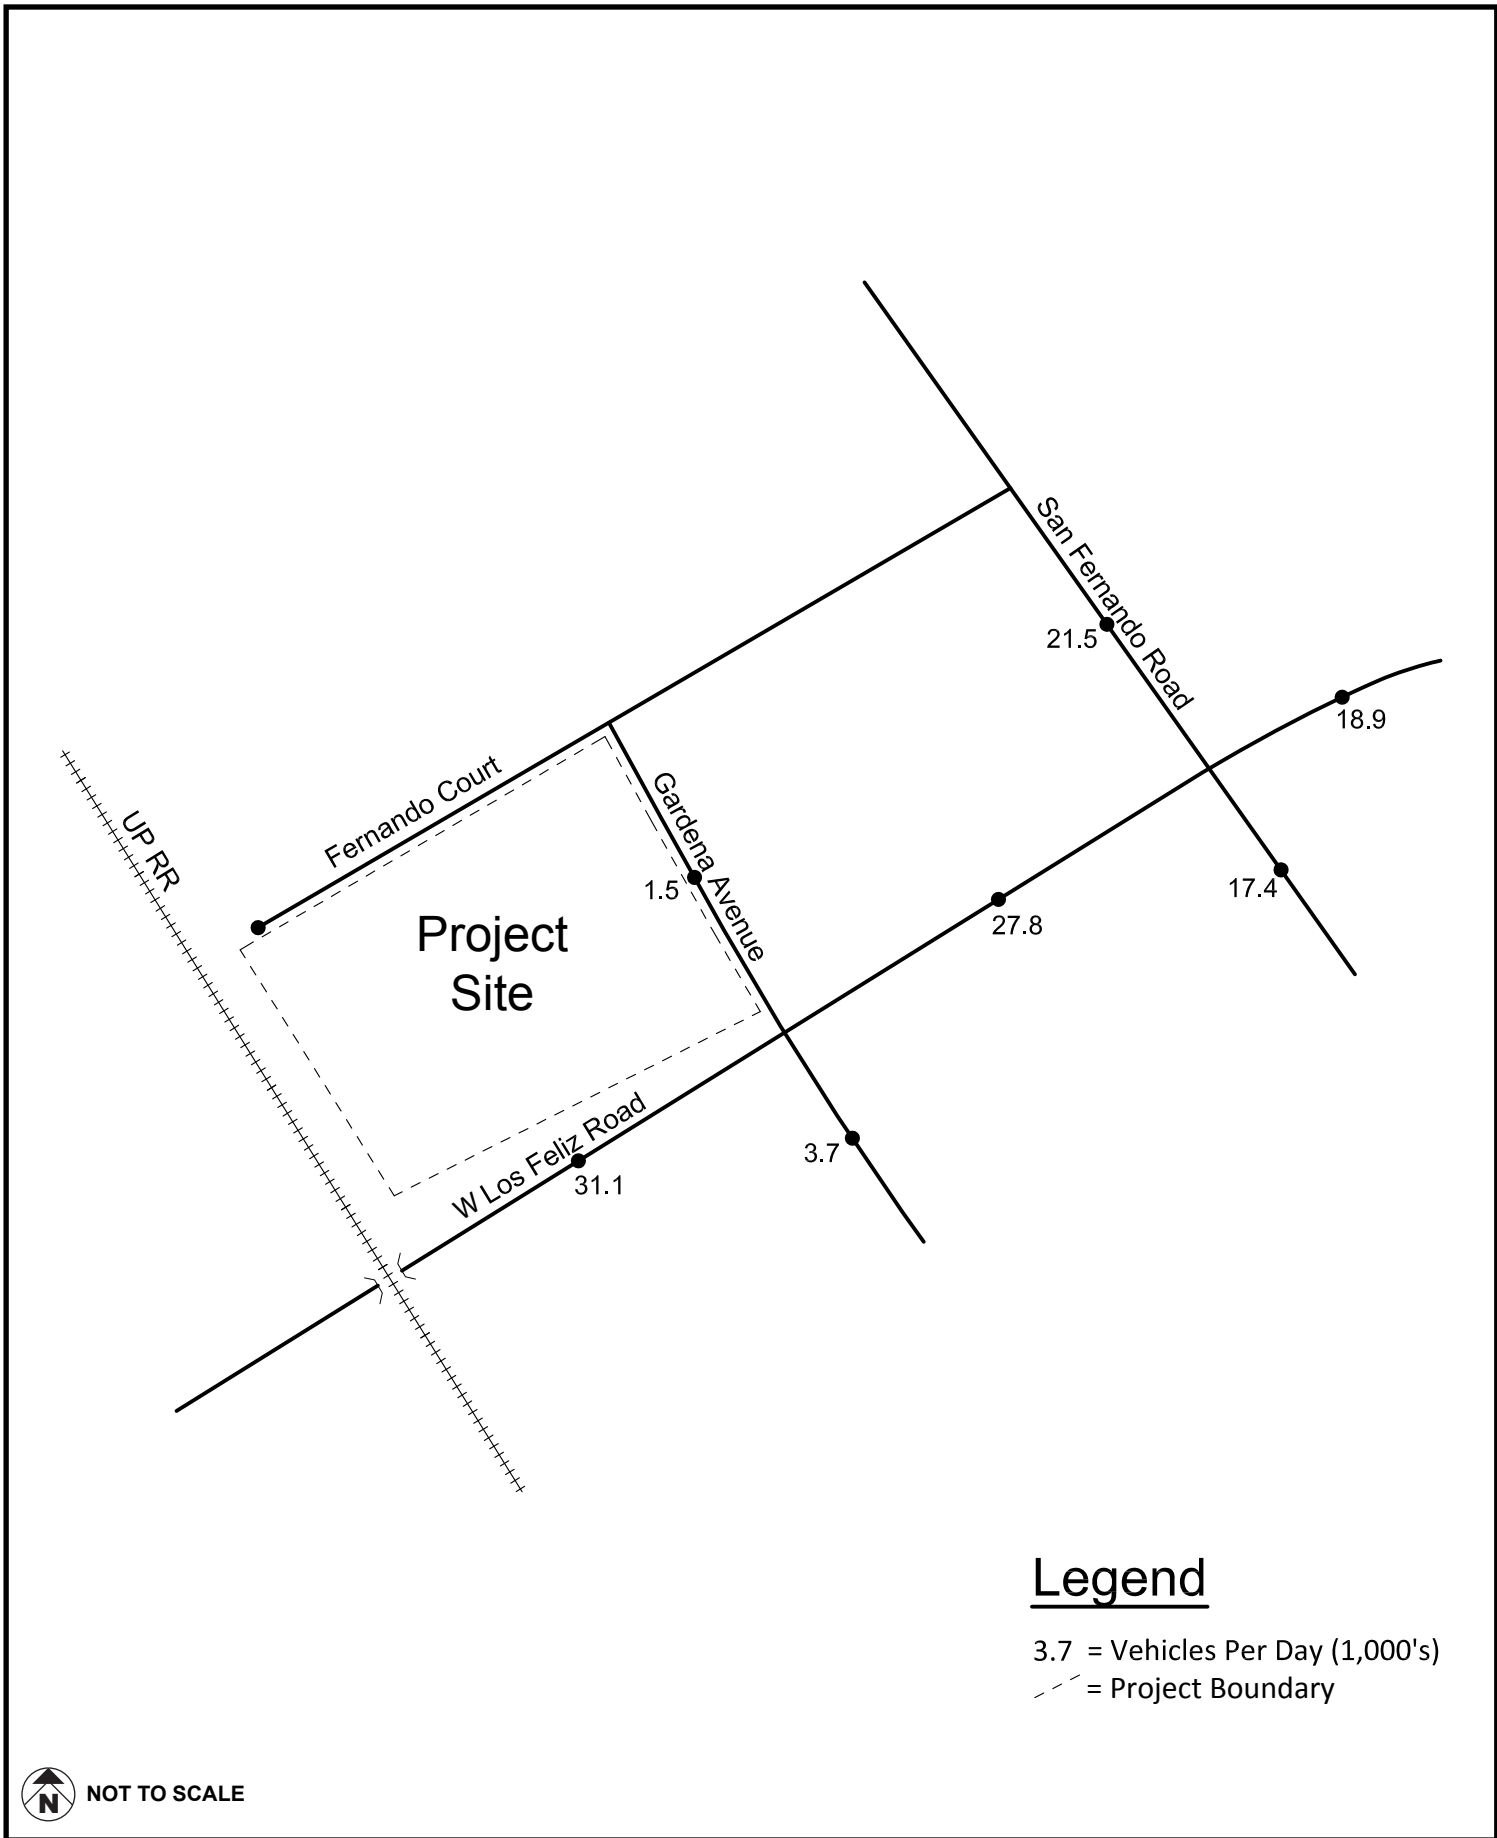 San Fernando Road
21.5
18.9
Fernando Court
Gardena Avenue
UP RR
1.5
17.4
Project
Site
27.8
W Los Feliz Road
3.7
31.1
Legend
3.7 = Vehicles Per Day (1,000's)
= Project Boundary
N NOT TO SCALE